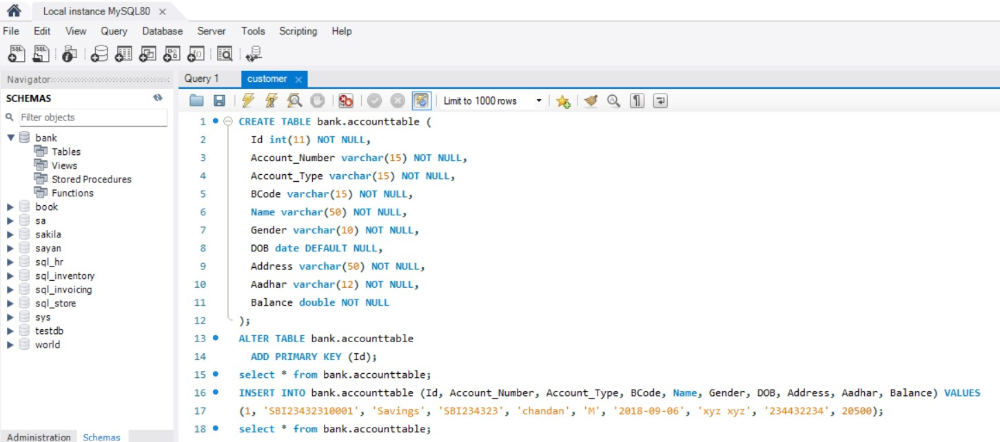 Local instance MySQL80
File Edit View Query Database Server Tools Scripting Help
Navigator
SCHEMAS
Filter objects
bank
Tables
Views
Stored Procedures
Functions
book
sa
sakila
sayan
sql_hr
sql_inventory
sql_invoicing
sql_store
sys
testdb
world
Administration Schemas
Query 1 customer
Limit to 1000 rows
1 CREATE TABLE bank.accounttable (
2 Id int(11) NOT NULL,
3 Account_Number varchar(15) NOT NULL,
4 Account_Type varchar(15) NOT NULL,
5 BCode varchar(15) NOT NULL,
6 Name varchar(50) NOT NULL,
7 Gender varchar(10) NOT NULL,
8 DOB date DEFAULT NULL,
9 Address varchar(50) NOT NULL,
10 Aadhar varchar(12) NOT NULL,
11 Balance double NOT NULL
12 );
13 ALTER TABLE bank.accounttable
14 ADD PRIMARY KEY (Id);
15 select * from bank.accounttable;
16 INSERT INTO bank.accounttable (Id, Account_Number, Account_Type, BCode, Name, Gender, DOB, Address, Aadhar, Balance) VALUES
17 (1, 'SBI23432310001', 'Savings', 'SBI234323', 'chandan', 'M', '2018-09-06', 'xyz xyz', '234432234', 20500);
18 select * from bank.accounttable;